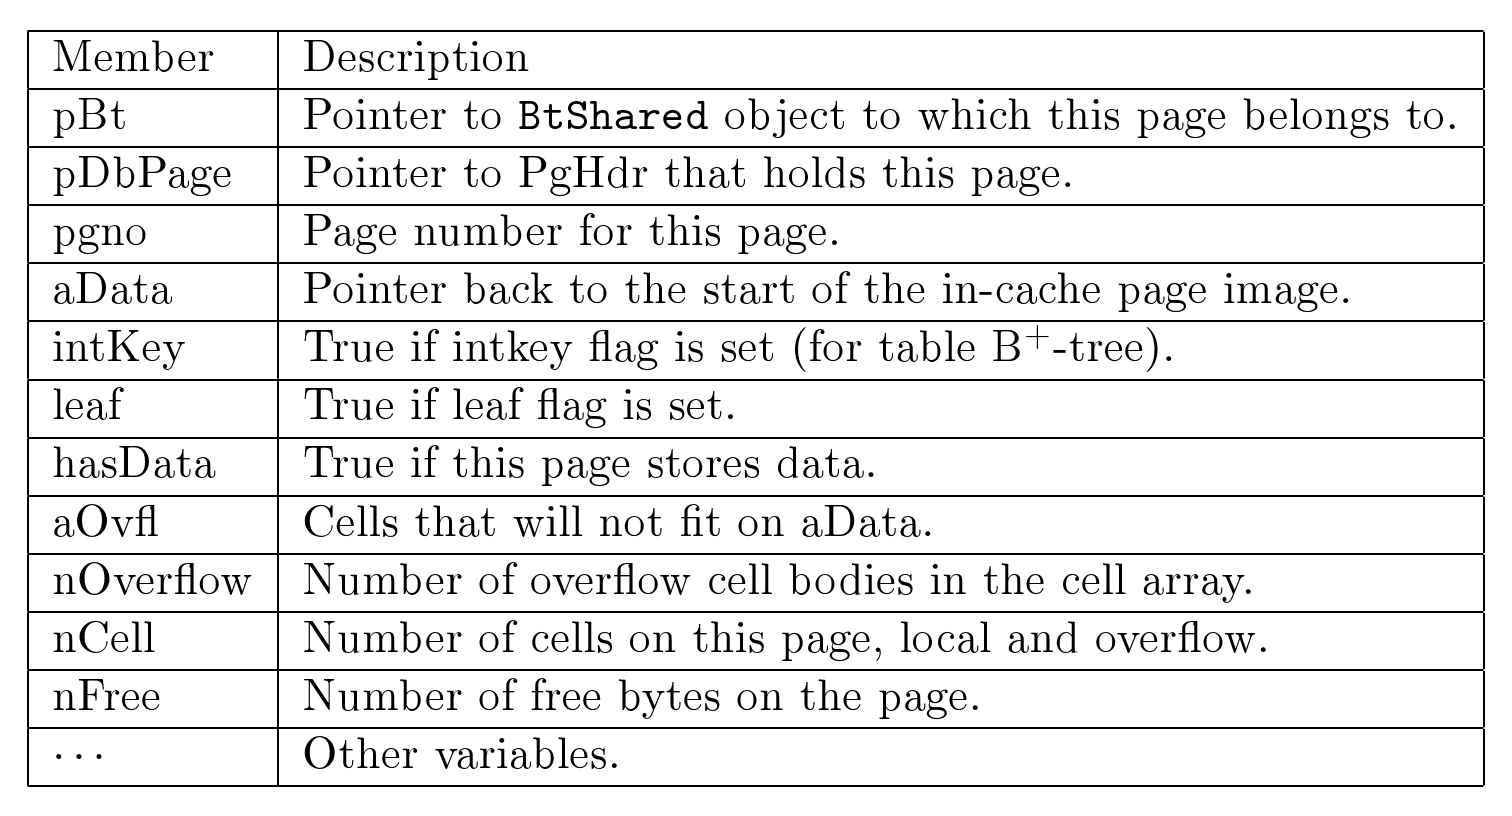 Member Description
pBt Pointer to BtShared object to which this page belongs to.
pDbPage Pointer to PgHdr that holds this page.
pgno Page number for this page.
aData Pointer back to the start of the in-cache page image.
intKey True if intkey flag is set (for table B⁺-tree).
leaf True if leaf flag is set.
hasData True if this page stores data.
aOvfl Cells that will not fit on aData.
nOverflow Number of overflow cell bodies in the cell array.
nCell Number of cells on this page, local and overflow.
nFree Number of free bytes on the page.
··· Other variables.